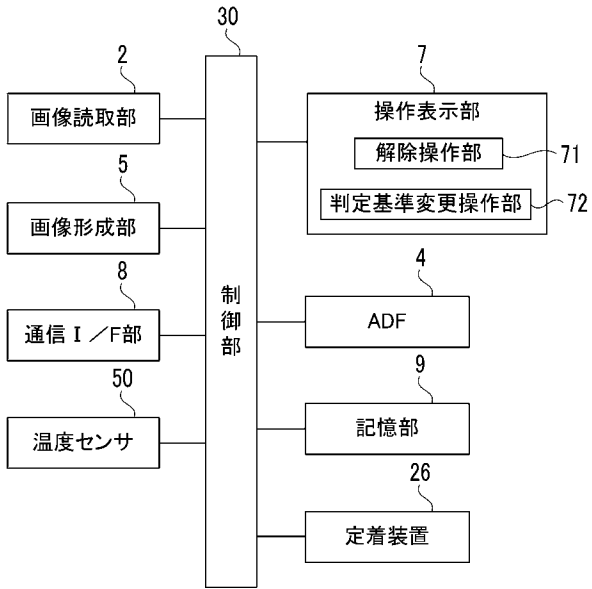 30
2
画像読取部
5
画像形成部
8
通信Ⅰ／F部
50
温度センサ
制御部
7
操作表示部
解除操作部
71
判定基準変更操作部
72
4
ADF
9
記憶部
26
定着装置